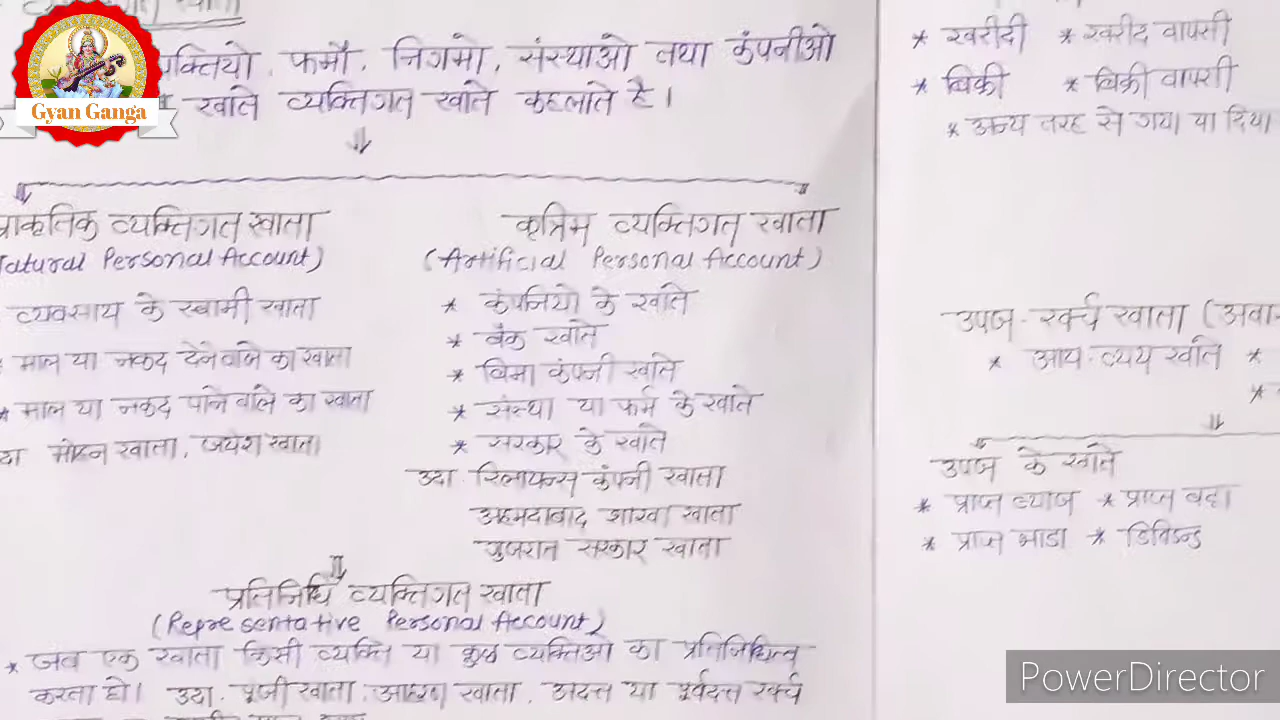 Gyan Ganga
क्तियो, फर्मो, निगमो, संस्थाओ तथा कंपनीओ
खाते व्यक्तिगत खाते कहलाते है।
प्राकृतिक व्यक्तिगत खाता
Natural Personal Account)
व्यवसाय के स्वामी खाता
माल या नकद देनेवाले का खाता
* माल या नकद पाने वाले का खाता
उदा मोहन खाता, जयेश खाता
कृत्रिम व्यक्तिगत खाता
(Artificial Personal Account)
* कंपनियो के खाते
* बैंक खाते
* विमा कंपनी खाते
* संस्था या फर्म के खाते
* सरकार के खाते
उदा. रिलायन्स कंपनी खाता
अहमदाबाद शाखा खाता
गुजरात सरकार खाता
प्रतिनिधि व्यक्तिगत खाता
(Representative Personal Account)
* जब एक खाता किसी व्यक्ति या कुछ व्यक्तिओ का प्रतिनिधित्व
करता हो। उदा. पूंजी खाता, आहरण खाता, अदत्त या पूर्वदत्त खर्च
* खरीदी * खरीद वापसी
* बिक्री * बिक्री वापसी
* अन्य तरह से गया या दिया
उपज-खर्च खाता (अवा
* आय-व्यय खाते *
*
उपज के खाते
* प्राप्त ब्याज * प्राप्त बट्टा
* प्राप्त भाडा * डिविडन्ड
PowerDirector